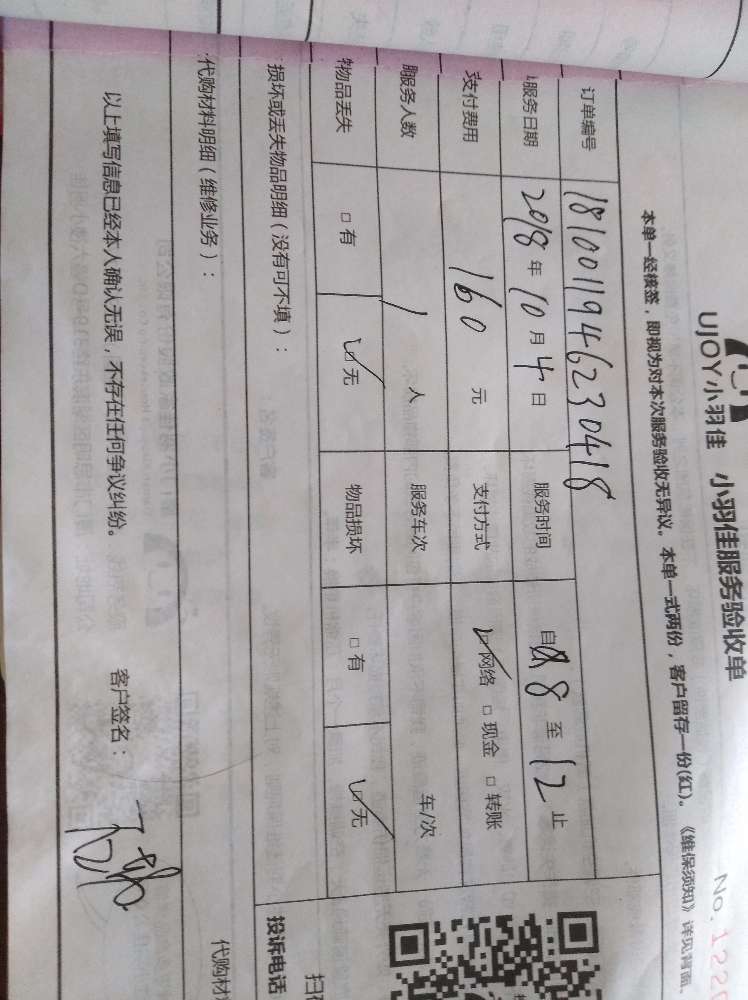 UJOY小羽佳 小羽佳服务验收单
本单一经核签，即视为对本次服务验收无异议。本单一式两份，客户留存一份(红)。《维保须知》详见背面。
订单编号 1810011946230418
服务日期 2018年10月4日 服务时间 自 8 至 12 止
支付费用 160 元 支付方式 ☑网络 □现金 □转账
服务人数 1 人 服务车次 车/次
物品丢失 □有 ☑无 物品损坏 □有 ☑无
损坏或丢失物品明细（没有可不填）：
投诉电话
代购材料明细（维修业务）：
以上填写信息已经本人确认无误，不存在任何争议纠纷。 客户签名：